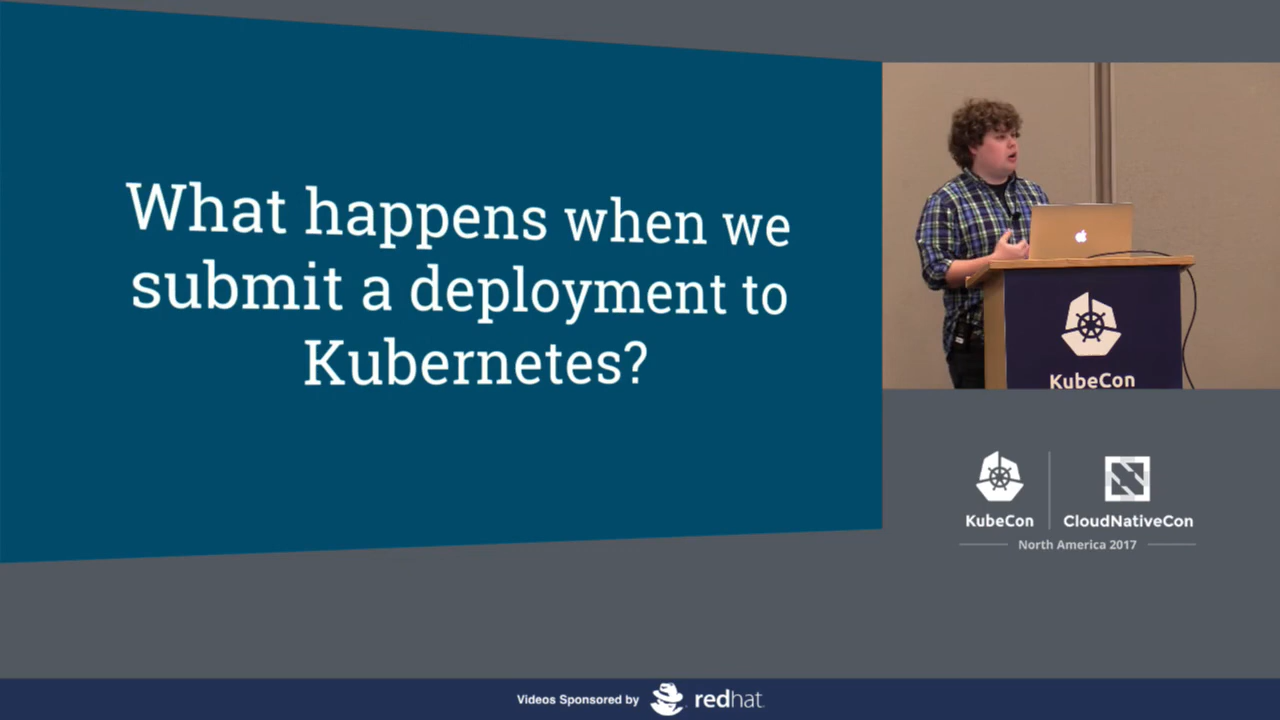 What happens when we
submit a deployment to
Kubernetes?
KubeCon
KubeCon
CloudNativeCon
North America 2017
Videos Sponsored by
redhat.